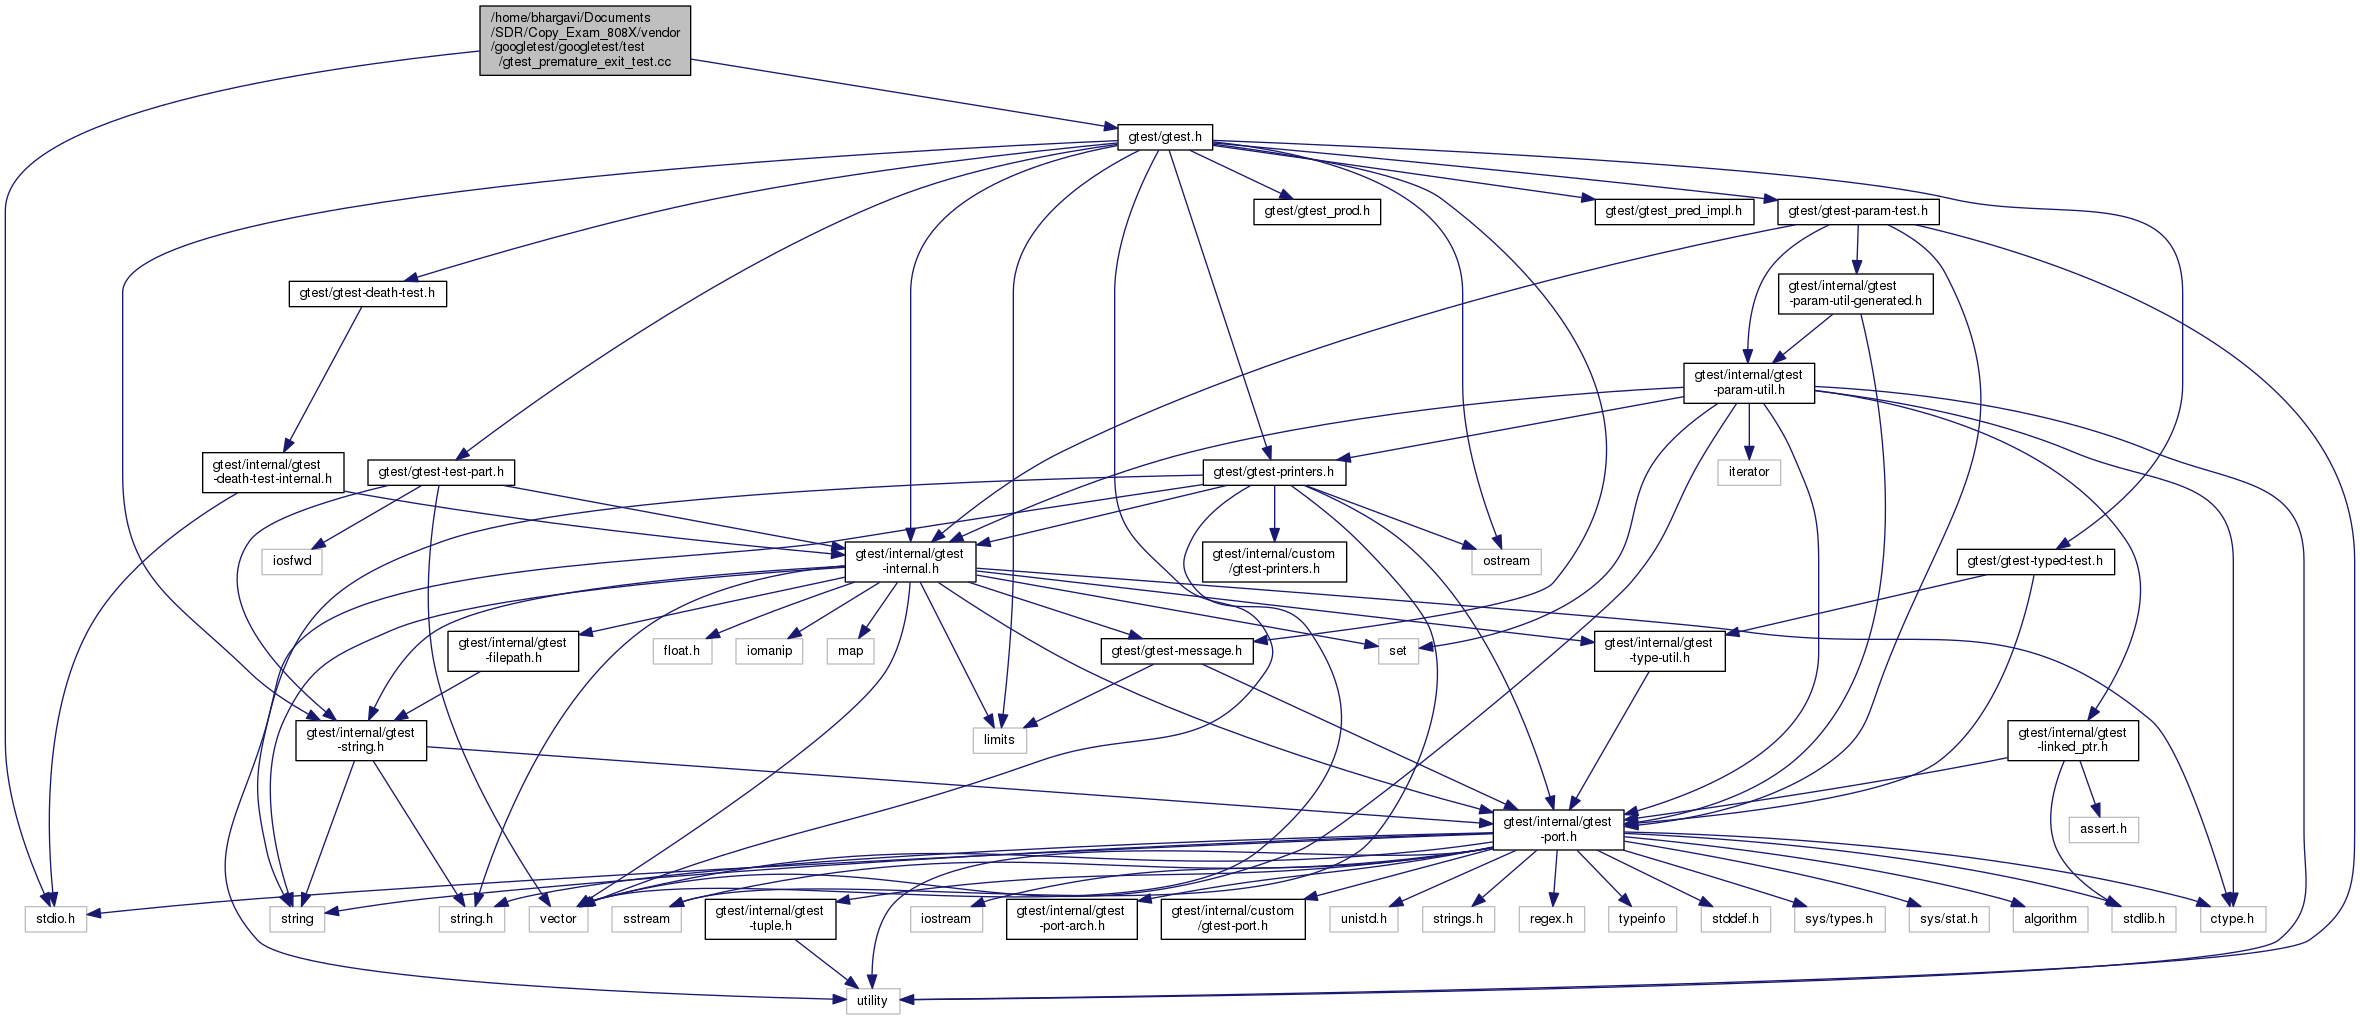 /home/bhargavi/Documents
/SDR/Copy_Exam_808X/vendor
/googletest/googletest/test
/gtest_premature_exit_test.cc
gtest/gtest.h
gtest/gtest_prod.h
gtest/gtest_pred_impl.h
gtest/gtest-param-test.h
gtest/gtest-death-test.h
gtest/internal/gtest
-param-util-generated.h
gtest/internal/gtest
-param-util.h
gtest/internal/gtest
-death-test-internal.h
gtest/gtest-test-part.h
gtest/gtest-printers.h
iterator
iosfwd
gtest/internal/gtest
-internal.h
gtest/internal/custom
/gtest-printers.h
ostream
gtest/gtest-typed-test.h
gtest/internal/gtest
-filepath.h
float.h
iomanip
map
gtest/gtest-message.h
set
gtest/internal/gtest
-type-util.h
gtest/internal/gtest
-string.h
limits
gtest/internal/gtest
-linked_ptr.h
gtest/internal/gtest
-port.h
assert.h
stdio.h
string
string.h
vector
sstream
gtest/internal/gtest
-tuple.h
iostream
gtest/internal/gtest
-port-arch.h
gtest/internal/custom
/gtest-port.h
unistd.h
strings.h
regex.h
typeinfo
stddef.h
sys/types.h
sys/stat.h
algorithm
stdlib.h
ctype.h
utility